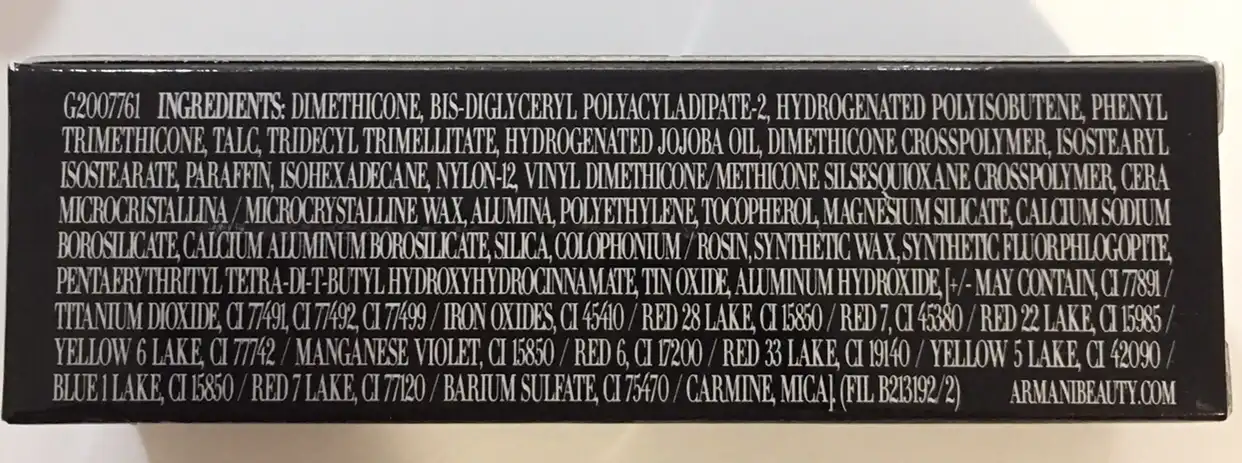 G2007761 INGREDIENTS: DIMETHICONE, BIS-DIGLYCERYL POLYACYLADIPATE-2, HYDROGENATED POLYISOBUTENE, PHENYL
TRIMETHICONE, TALC, TRIDECYL TRIMELLITATE, HYDROGENATED JOJOBA OIL, DIMETHICONE CROSSPOLYMER, ISOSTEARYL
ISOSTEARATE, PARAFFIN, ISOHEXADECANE, NYLON-12, VINYL DIMETHICONE/METHICONE SILSESQUIOXANE CROSSPOLYMER, CERA
MICROCRISTALLINA / MICROCRYSTALLINE WAX, ALUMINA, POLYETHYLENE, TOCOPHEROL, MAGNESIUM SILICATE, CALCIUM SODIUM
BOROSILICATE, CALCIUM ALUMINUM BOROSILICATE, SILICA, COLOPHONIUM / ROSIN, SYNTHETIC WAX, SYNTHETIC FLUORPHLOGOPITE,
PENTAERYTHRITYL TETRA-DI-T-BUTYL HYDROXYHYDROCINNAMATE, TIN OXIDE, ALUMINUM HYDROXIDE, [+/- MAY CONTAIN, CI 77891 /
TITANIUM DIOXIDE, CI 77491, CI 77492, CI 77499 / IRON OXIDES, CI 45410 / RED 28 LAKE, CI 15850 / RED 7, CI 45380 / RED 22 LAKE, CI 15985 /
YELLOW 6 LAKE, CI 77742 / MANGANESE VIOLET, CI 15850 / RED 6, CI 17200 / RED 33 LAKE, CI 19140 / YELLOW 5 LAKE, CI 42090 /
BLUE 1 LAKE, CI 15850 / RED 7 LAKE, CI 77120 / BARIUM SULFATE, CI 75470 / CARMINE, MICA]. (FIL B213192/2) ARMANIBEAUTY.COM